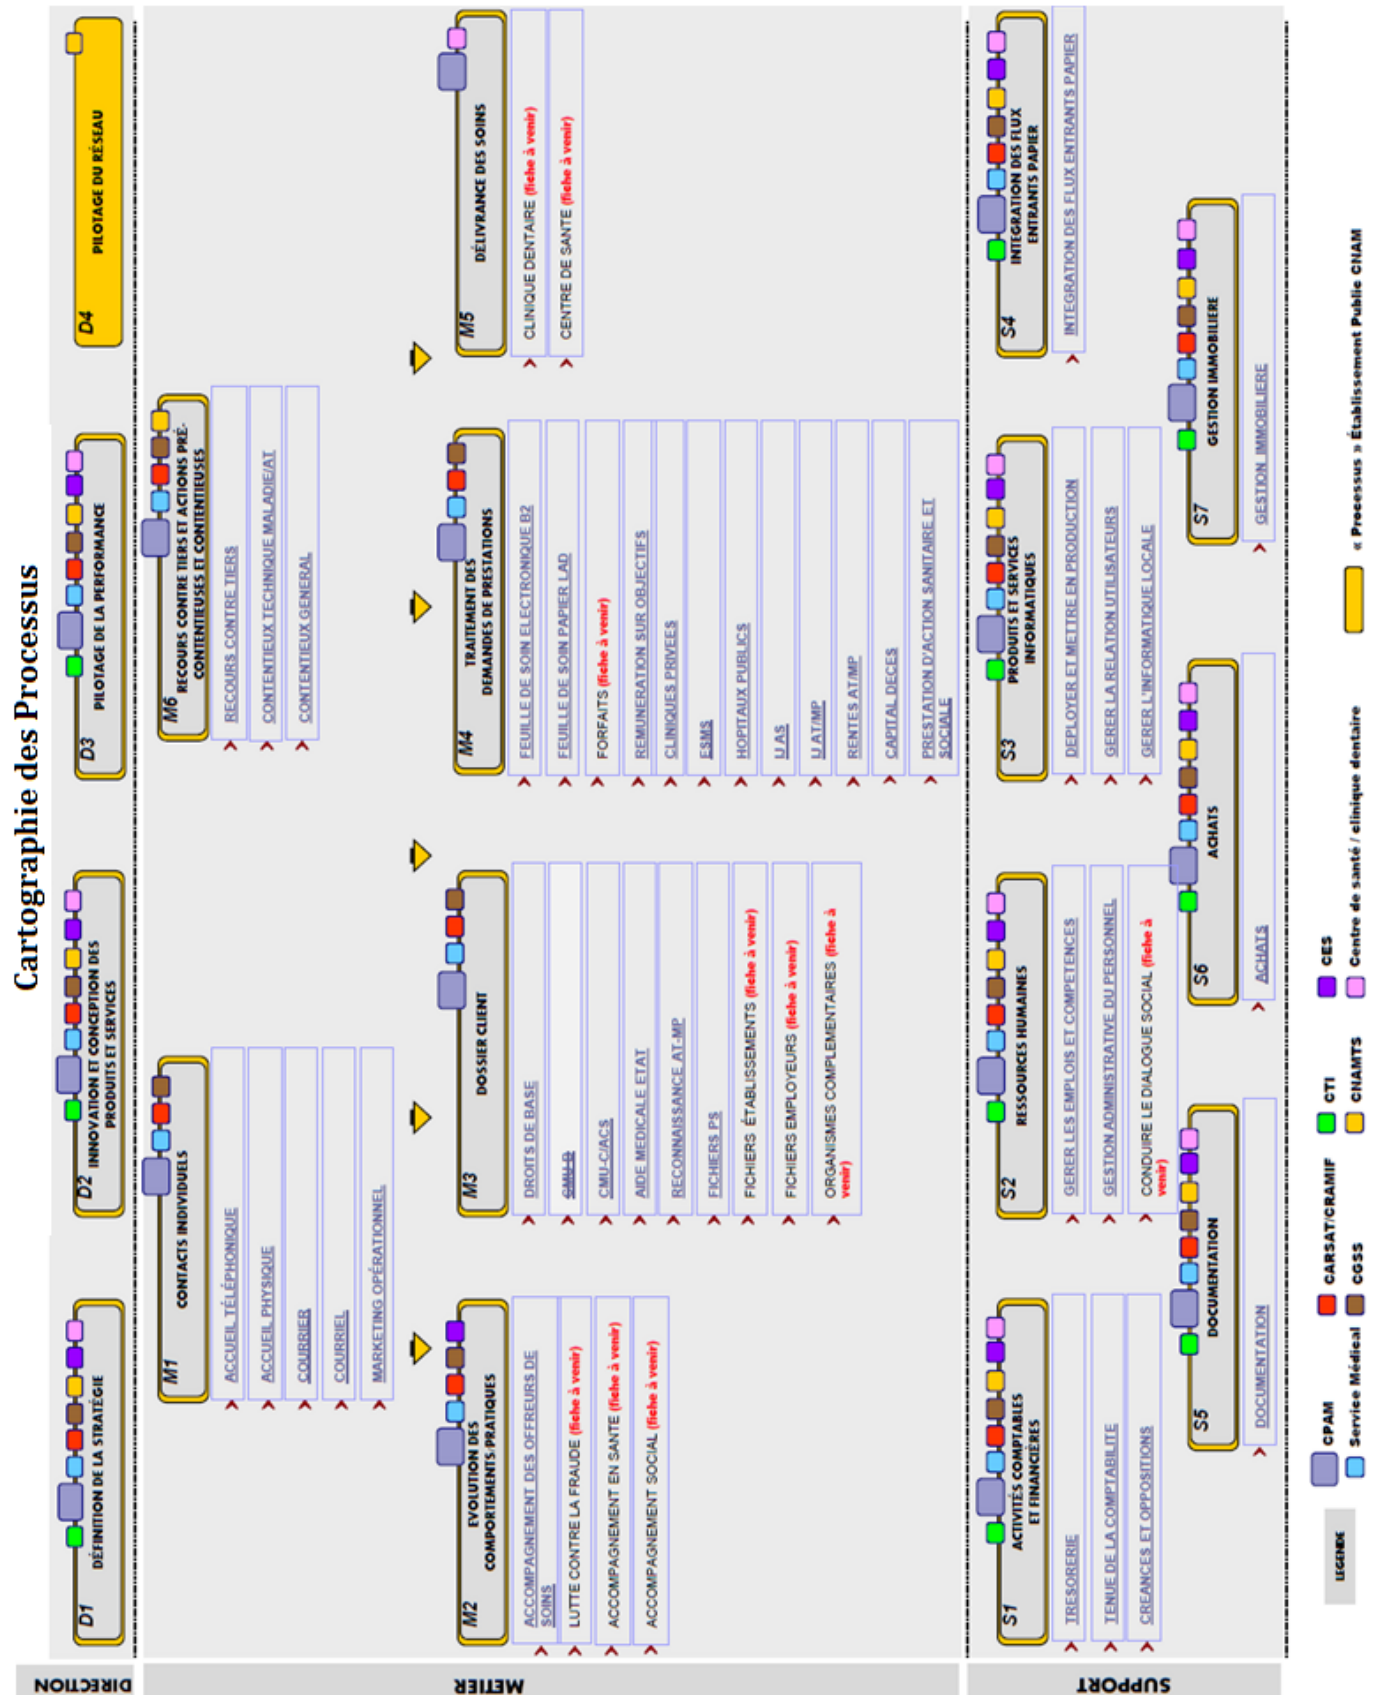 Cartographie des Processus
DIRECTION
D1
DÉFINITION DE LA STRATÉGIE
D2
INNOVATION ET CONCEPTION DES
PRODUITS ET SERVICES
D3
PILOTAGE DE LA PERFORMANCE
D4
PILOTAGE DU RÉSEAU
METIER
M1
CONTACTS INDIVIDUELS
ACCUEIL TÉLÉPHONIQUE
ACCUEIL PHYSIQUE
COURRIER
COURRIEL
MARKETING OPÉRATIONNEL
M6
RECOURS CONTRE TIERS ET ACTIONS PRÉ-
CONTENTIEUSES ET CONTENTIEUSES
RECOURS CONTRE TIERS
CONTENTIEUX TECHNIQUE MALADIE/AT
CONTENTIEUX GENERAL
M2
EVOLUTION DES
COMPORTEMENTS/PRATIQUES
ACCOMPAGNEMENT DES OFFREURS DE
SOINS
LUTTE CONTRE LA FRAUDE (fiche à venir)
ACCOMPAGNEMENT EN SANTE (fiche à venir)
ACCOMPAGNEMENT SOCIAL (fiche à venir)
M3
DOSSIER CLIENT
DROITS DE BASE
CMU-B
CMU-C/ACS
AIDE MEDICALE ETAT
RECONNAISSANCE AT-MP
FICHIERS PS
FICHIERS ÉTABLISSEMENTS (fiche à venir)
FICHIERS EMPLOYEURS (fiche à venir)
ORGANISMES COMPLEMENTAIRES (fiche à
venir)
M4
TRAITEMENT DES
DEMANDES DE PRESTATIONS
FEUILLE DE SOIN ELECTRONIQUE B2
FEUILLE DE SOIN PAPIER LAD
FORFAITS (fiche à venir)
REMUNERATION SUR OBJECTIFS
CLINIQUES PRIVEES
ESMS
HOPITAUX PUBLICS
IJ AS
IJ AT/MP
RENTES AT/MP
CAPITAL DECES
PRESTATION D'ACTION SANITAIRE ET
SOCIALE
M5
DÉLIVRANCE DES SOINS
CLINIQUE DENTAIRE (fiche à venir)
CENTRE DE SANTE (fiche à venir)
SUPPORT
S1
ACTIVITÉS COMPTABLES
ET FINANCIÈRES
TRESORERIE
TENUE DE LA COMPTABILITE
CREANCES ET OPPOSITIONS
S2
RESSOURCES HUMAINES
GERER LES EMPLOIS ET COMPETENCES
GESTION ADMINISTRATIVE DU PERSONNEL
CONDUIRE LE DIALOGUE SOCIAL (fiche à
venir)
S3
PRODUITS ET SERVICES
INFORMATIQUES
DEPLOYER ET METTRE EN PRODUCTION
GERER LA RELATION UTILISATEURS
GERER L'INFORMATIQUE LOCALE
S4
INTEGRATION DES FLUX
ENTRANTS PAPIER
INTEGRATION DES FLUX ENTRANTS PAPIER
S5
DOCUMENTATION
DOCUMENTATION
S6
ACHATS
ACHATS
S7
GESTION IMMOBILIERE
GESTION IMMOBILIERE
LEGENDE
CPAM
CARSAT/CRAMIF
CTI
CES
Service Médical
CGSS
CNAMTS
Centre de santé / clinique dentaire
« Processus » Établissement Public CNAM